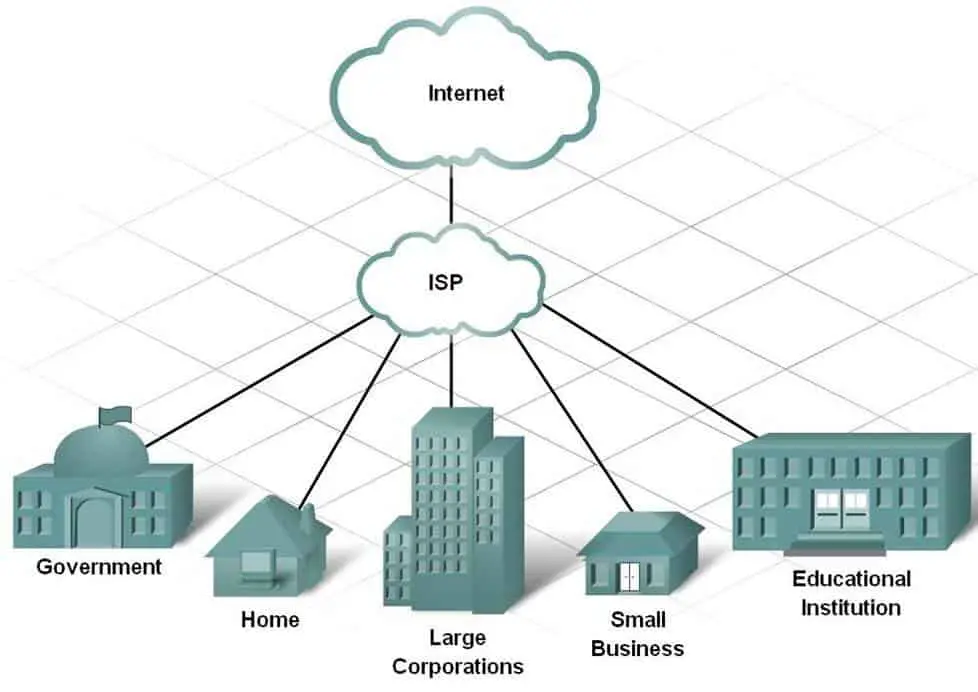 Internet
ISP
Government
Home
Large
Corporations
Small
Business
Educational
Institution